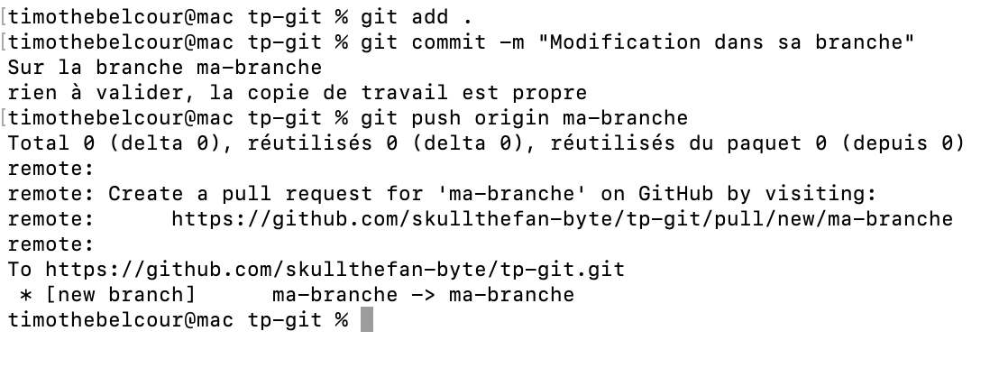 [timothebelcour@mac tp-git % git add .
[timothebelcour@mac tp-git % git commit -m "Modification dans sa branche"
Sur la branche ma-branche
rien à valider, la copie de travail est propre
[timothebelcour@mac tp-git % git push origin ma-branche
Total 0 (delta 0), réutilisés 0 (delta 0), réutilisés du paquet 0 (depuis 0)
remote:
remote: Create a pull request for 'ma-branche' on GitHub by visiting:
remote:      https://github.com/skullthefan-byte/tp-git/pull/new/ma-branche
remote:
To https://github.com/skullthefan-byte/tp-git.git
 * [new branch]      ma-branche -> ma-branche
timothebelcour@mac tp-git %